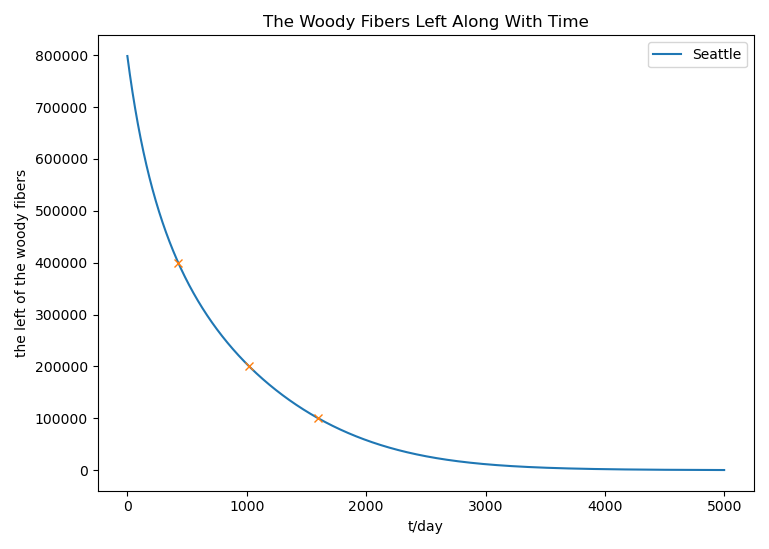 The Woody Fibers Left Along With Time
Seattle
800000
700000
600000
500000
400000
300000
200000
100000
0
the left of the woody fibers
0 1000 2000 3000 4000 5000
t/day